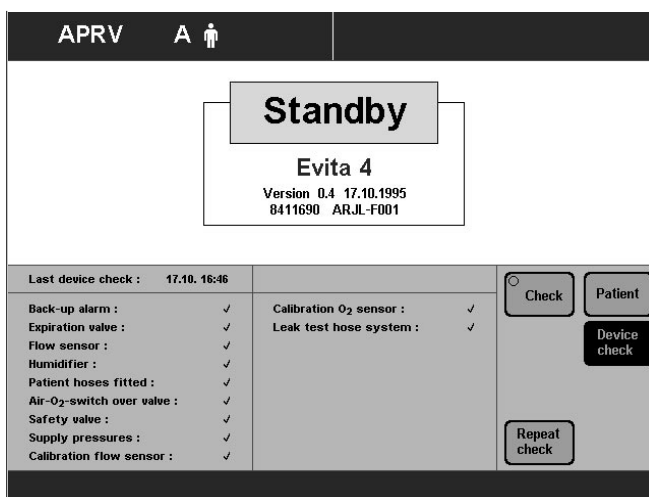 APRV A
Standby
Evita 4
Version 0.4 17.10.1995
8411690 ARJL-F001
Last device check : 17.10. 16:46
Back-up alarm : ✓
Expiration valve : ✓
Flow sensor : ✓
Humidifier : ✓
Patient hoses fitted : ✓
Air-O₂-switch over valve : ✓
Safety valve : ✓
Supply pressures : ✓
Calibration flow sensor : ✓
Calibration O₂ sensor : ✓
Leak test hose system : ✓
Check
Patient
Device
check
Repeat
check